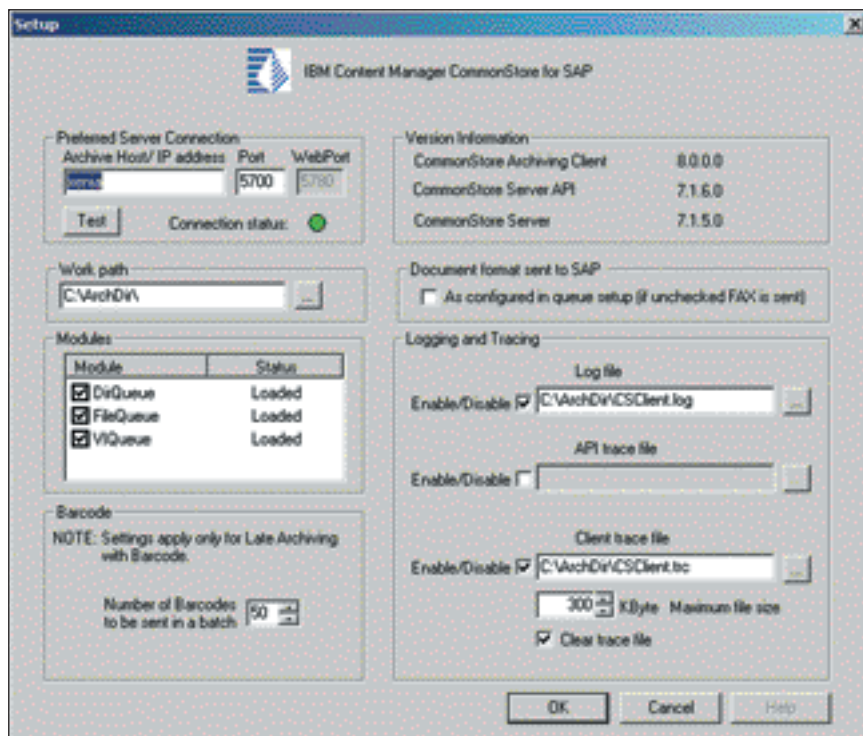 Setup
IBM Content Manager CommonStore for SAP
Preferred Server Connection
Archive Host/ IP address Port WebPort
5700 5780
Test Connection status:
Version Information
CommonStore Archiving Client 8.0.0.0
CommonStore Server API 7.1.6.0
CommonStore Server 7.1.5.0
Work path
C:\ArchDir\ ...
Document format sent to SAP
As configured in queue setup (if unchecked FAX is sent)
Modules
Module Status
DirQueue Loaded
FileQueue Loaded
VIQueue Loaded
Barcode
NOTE: Settings apply only for Late Archiving
with Barcode.
Number of Barcodes
to be sent in a batch 50
Logging and Tracing
Log file
Enable/Disable C:\ArchDir\CSClient.log ...
API trace file
Enable/Disable
Client trace file
Enable/Disable C:\ArchDir\CSClient.trc ...
300 KByte Maximum file size
Clear trace file
OK Cancel Help